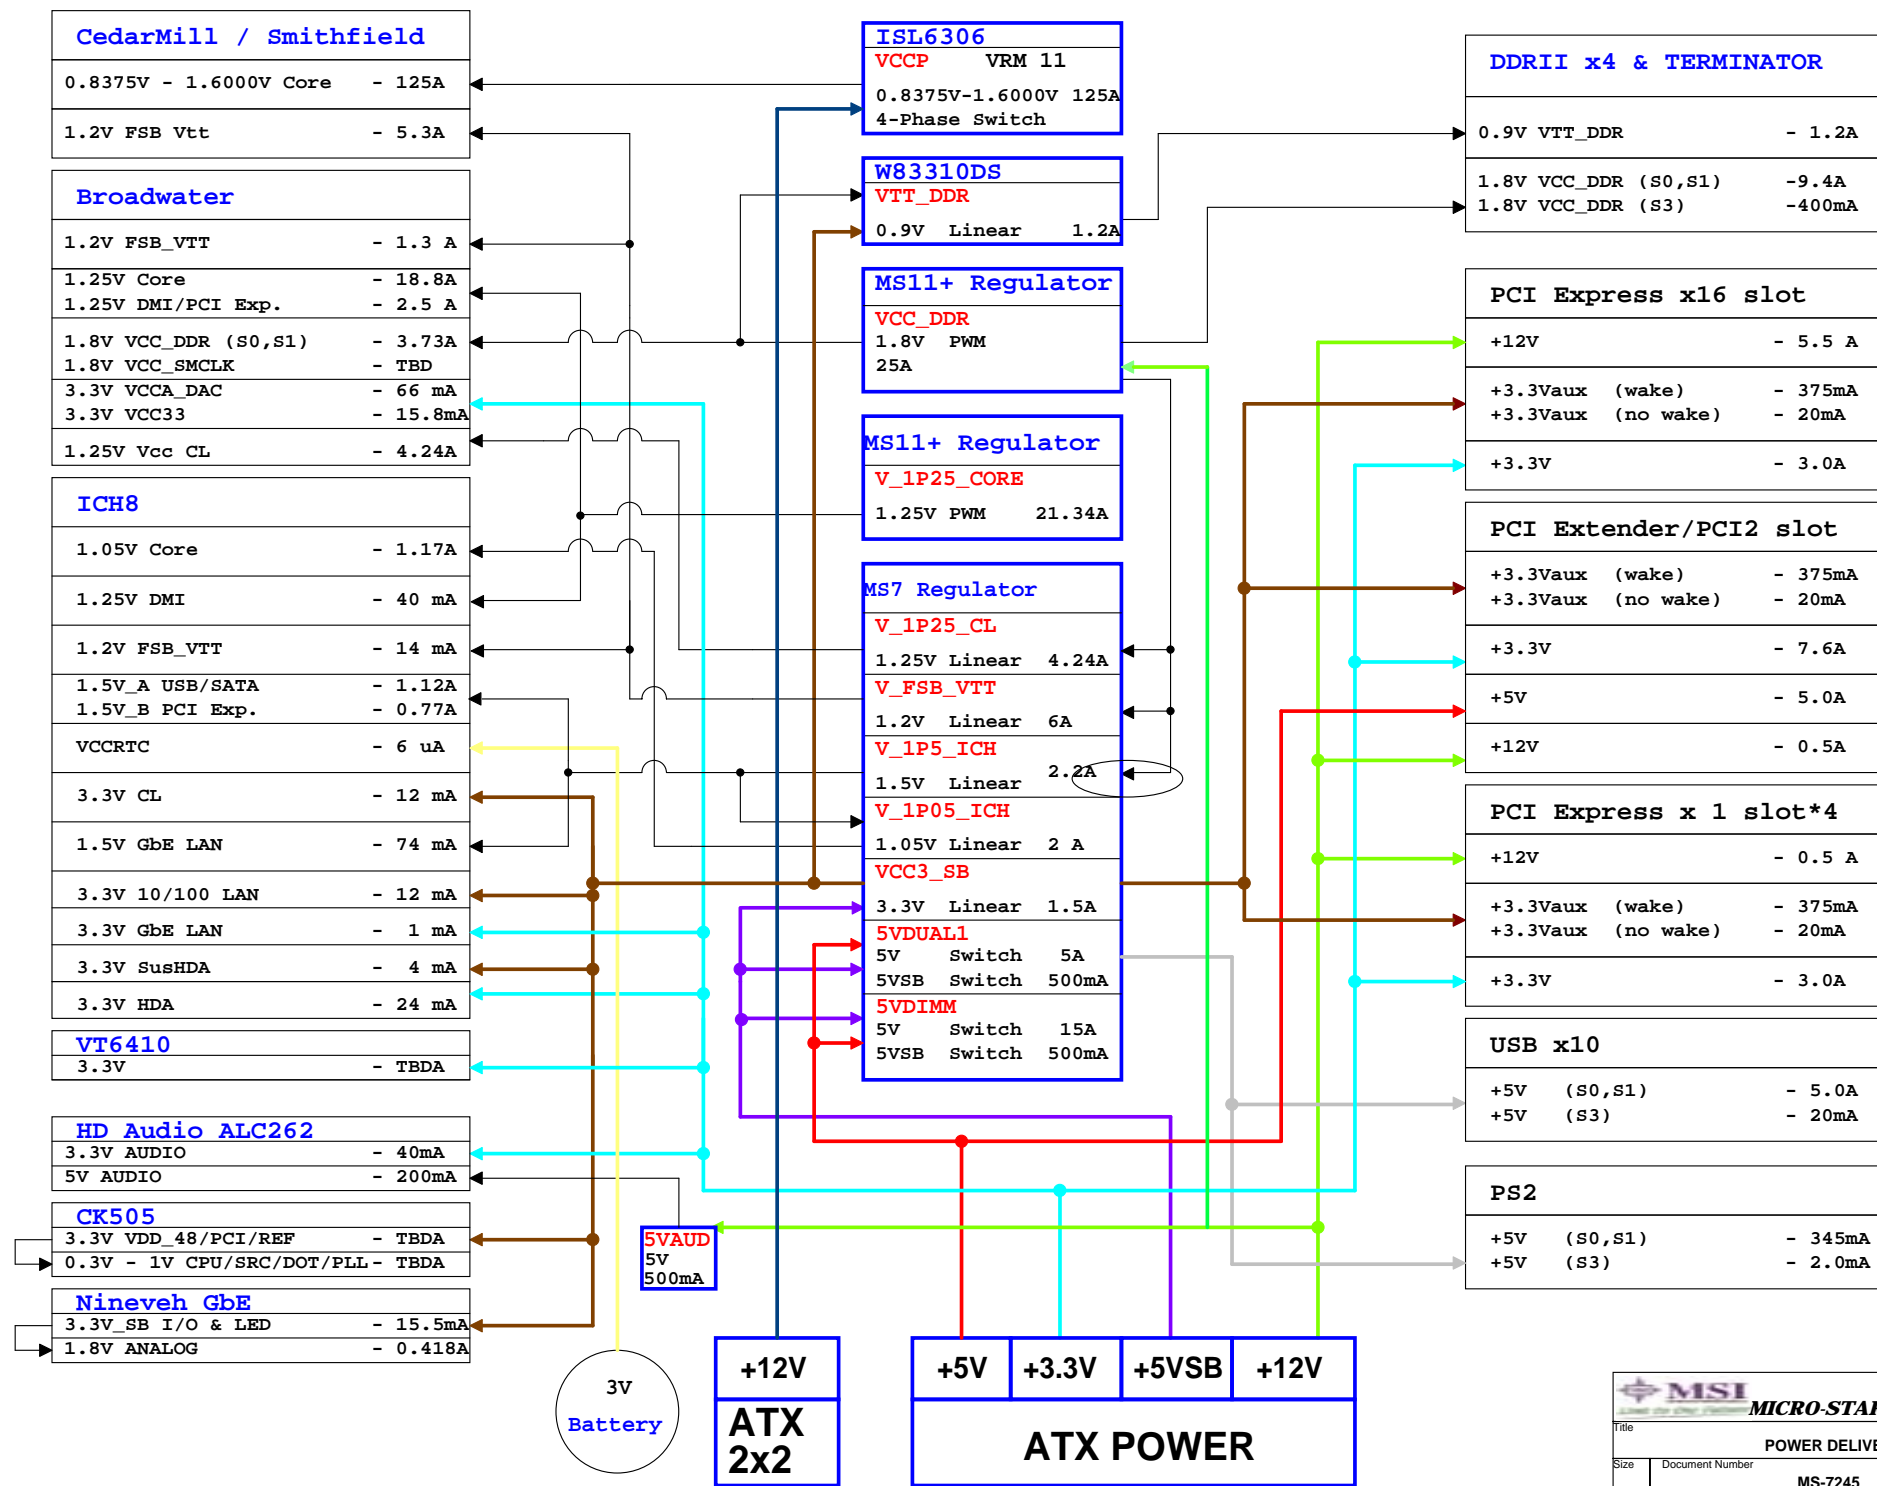 CedarMill / Smithfield
0.8375V - 1.6000V Core - 125A
1.2V FSB Vtt - 5.3A
Broadwater
1.2V FSB_VTT - 1.3 A
1.25V Core - 18.8A
1.25V DMI/PCI Exp. - 2.5 A
1.8V VCC_DDR (S0,S1) - 3.73A
1.8V VCC_SMCLK - TBD
3.3V VCCA_DAC - 66 mA
3.3V VCC33 - 15.8mA
1.25V Vcc CL - 4.24A
ICH8
1.05V Core - 1.17A
1.25V DMI - 40 mA
1.2V FSB_VTT - 14 mA
1.5V_A USB/SATA - 1.12A
1.5V_B PCI Exp. - 0.77A
VCCRTC - 6 uA
3.3V CL - 12 mA
1.5V GbE LAN - 74 mA
3.3V 10/100 LAN - 12 mA
3.3V GbE LAN - 1 mA
3.3V SusHDA - 4 mA
3.3V HDA - 24 mA
VT6410
3.3V - TBDA
HD Audio ALC262
3.3V AUDIO - 40mA
5V AUDIO - 200mA
CK505
3.3V VDD_48/PCI/REF - TBDA
0.3V - 1V CPU/SRC/DOT/PLL - TBDA
Nineveh GbE
3.3V_SB I/O & LED - 15.5mA
1.8V ANALOG - 0.418A
ISL6306
VCCP VRM 11
0.8375V-1.6000V 125A
4-Phase Switch
W83310DS
VTT_DDR
0.9V Linear 1.2A
MS11+ Regulator
VCC_DDR
1.8V PWM
25A
MS11+ Regulator
V_1P25_CORE
1.25V PWM 21.34A
MS7 Regulator
V_1P25_CL
1.25V Linear 4.24A
V_FSB_VTT
1.2V Linear 6A
V_1P5_ICH
1.5V Linear 2.2A
V_1P05_ICH
1.05V Linear 2 A
VCC3_SB
3.3V Linear 1.5A
5VDUAL1
5V Switch 5A
5VSB Switch 500mA
5VDIMM
5V Switch 15A
5VSB Switch 500mA
5VAUD
5V
500mA
3V
Battery
+12V
ATX
2x2
+5V +3.3V +5VSB +12V
ATX POWER
DDRII x4 & TERMINATOR
0.9V VTT_DDR - 1.2A
1.8V VCC_DDR (S0,S1) -9.4A
1.8V VCC_DDR (S3) -400mA
PCI Express x16 slot
+12V - 5.5 A
+3.3Vaux (wake) - 375mA
+3.3Vaux (no wake) - 20mA
+3.3V - 3.0A
PCI Extender/PCI2 slot
+3.3Vaux (wake) - 375mA
+3.3Vaux (no wake) - 20mA
+3.3V - 7.6A
+5V - 5.0A
+12V - 0.5A
PCI Express x 1 slot*4
+12V - 0.5 A
+3.3Vaux (wake) - 375mA
+3.3Vaux (no wake) - 20mA
+3.3V - 3.0A
USB x10
+5V (S0,S1) - 5.0A
+5V (S3) - 20mA
PS2
+5V (S0,S1) - 345mA
+5V (S3) - 2.0mA
MSI
MICRO-STAR
Title
POWER DELIVE
Size Document Number
MS-7245